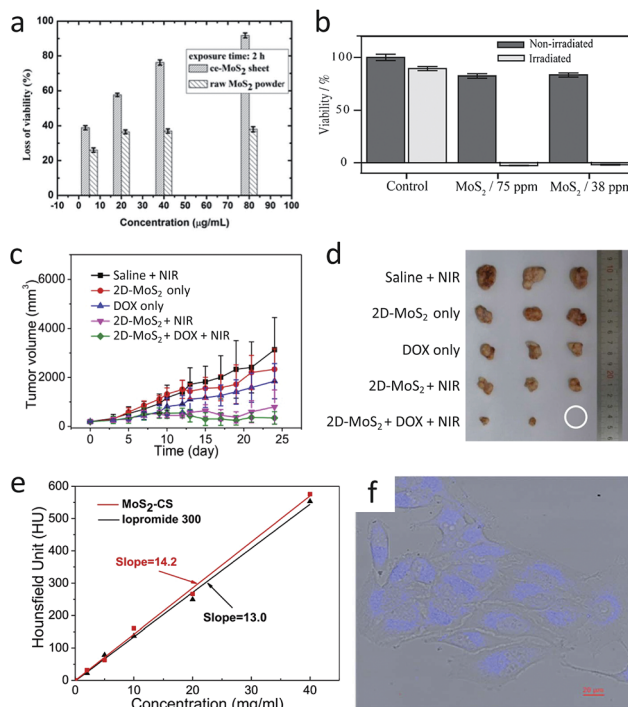 a
Loss of viability (%)
100
80
60
40
20
0
exposure time: 2 h
ce-MoS2 sheet
raw MoS2 powder
-10 0 10 20 30 40 50 60 70 80 90 100
Concentration (µg/mL)
b
Viability / %
100
50
0
Non-irradiated
Irradiated
Control
MoS2 / 75 ppm
MoS2 / 38 ppm
c
Tumor volume (mm3)
6000
4000
2000
0
Saline + NIR
2D-MoS2 only
DOX only
2D-MoS2 + NIR
2D-MoS2 + DOX + NIR
0 5 10 15 20 25
Time (day)
d
Saline + NIR
2D-MoS2 only
DOX only
2D-MoS2 + NIR
2D-MoS2 + DOX + NIR
e
Hounsfield Unit (HU)
600
500
400
300
200
100
0
MoS2-CS
Iopromide 300
Slope=14.2
Slope=13.0
0 10 20 30 40
Concentration (mg/ml)
f